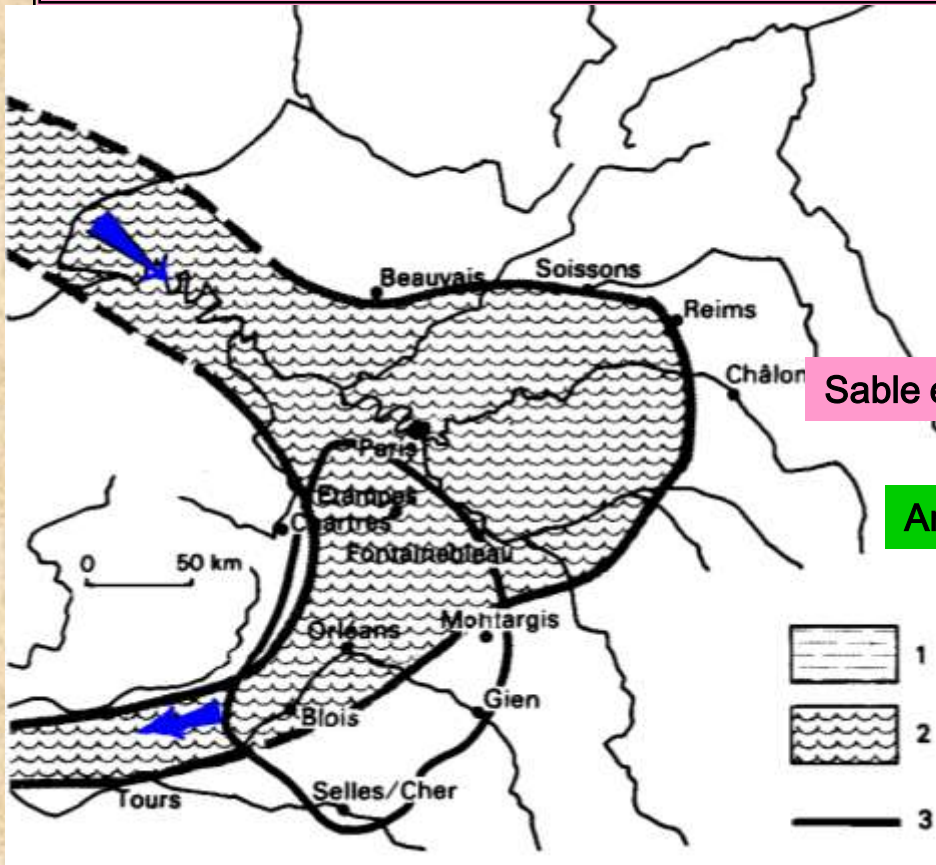 Beauvais
Soissons
Reims
Châlon
Sable
Paris
Etampes
Chartres
Fontainebleau
0 50 km
Montargis
Orléans
Gien
Blois
Selles/Cher
Tours
1
2
3